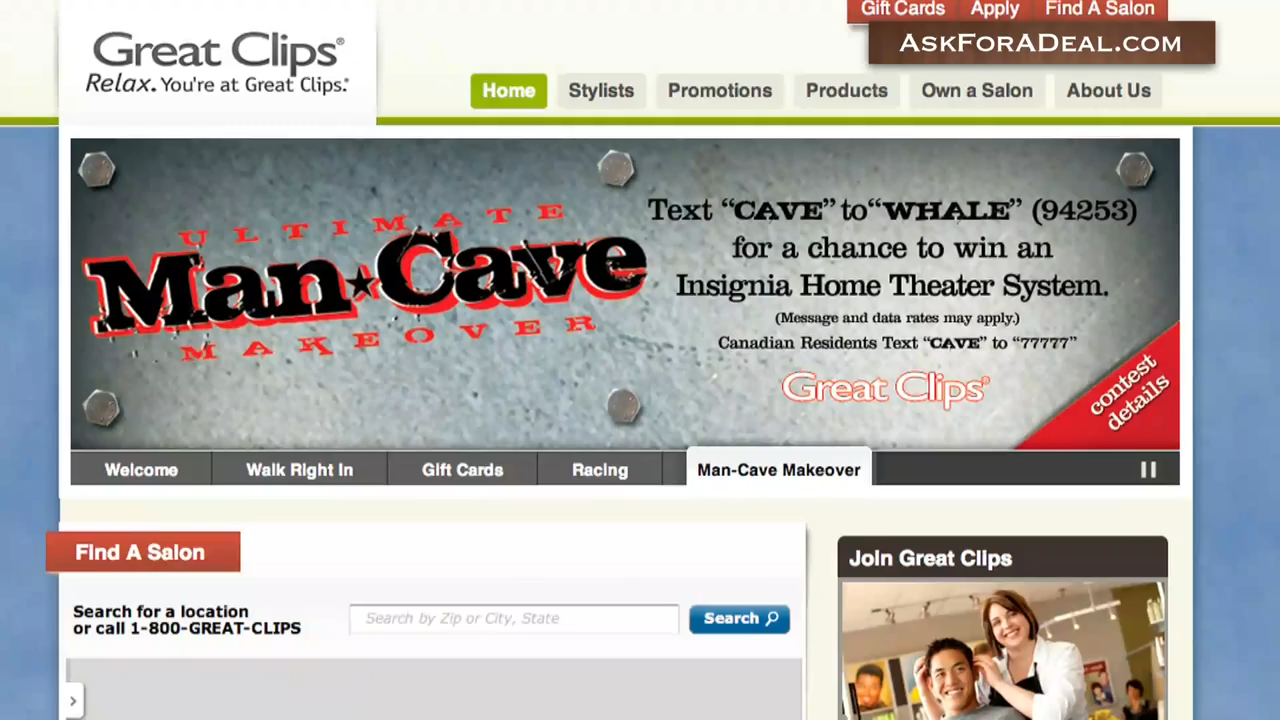 Gift Cards Apply Find A Salon
AskForADeal.com
Great Clips®
Relax. You're at Great Clips.®
Home Stylists Promotions Products Own a Salon About Us
ULTIMATE
Man★Cave
MAKEOVER
Text “CAVE” to “WHALE” (94253)
for a chance to win an
Insignia Home Theater System.
(Message and data rates may apply.)
Canadian Residents Text “CAVE” to “77777”
Great Clips®
contest
details
Welcome Walk Right In Gift Cards Racing Man-Cave Makeover
Find A Salon
Search for a location
or call 1-800-GREAT-CLIPS
Search by Zip or City, State
Search
Join Great Clips